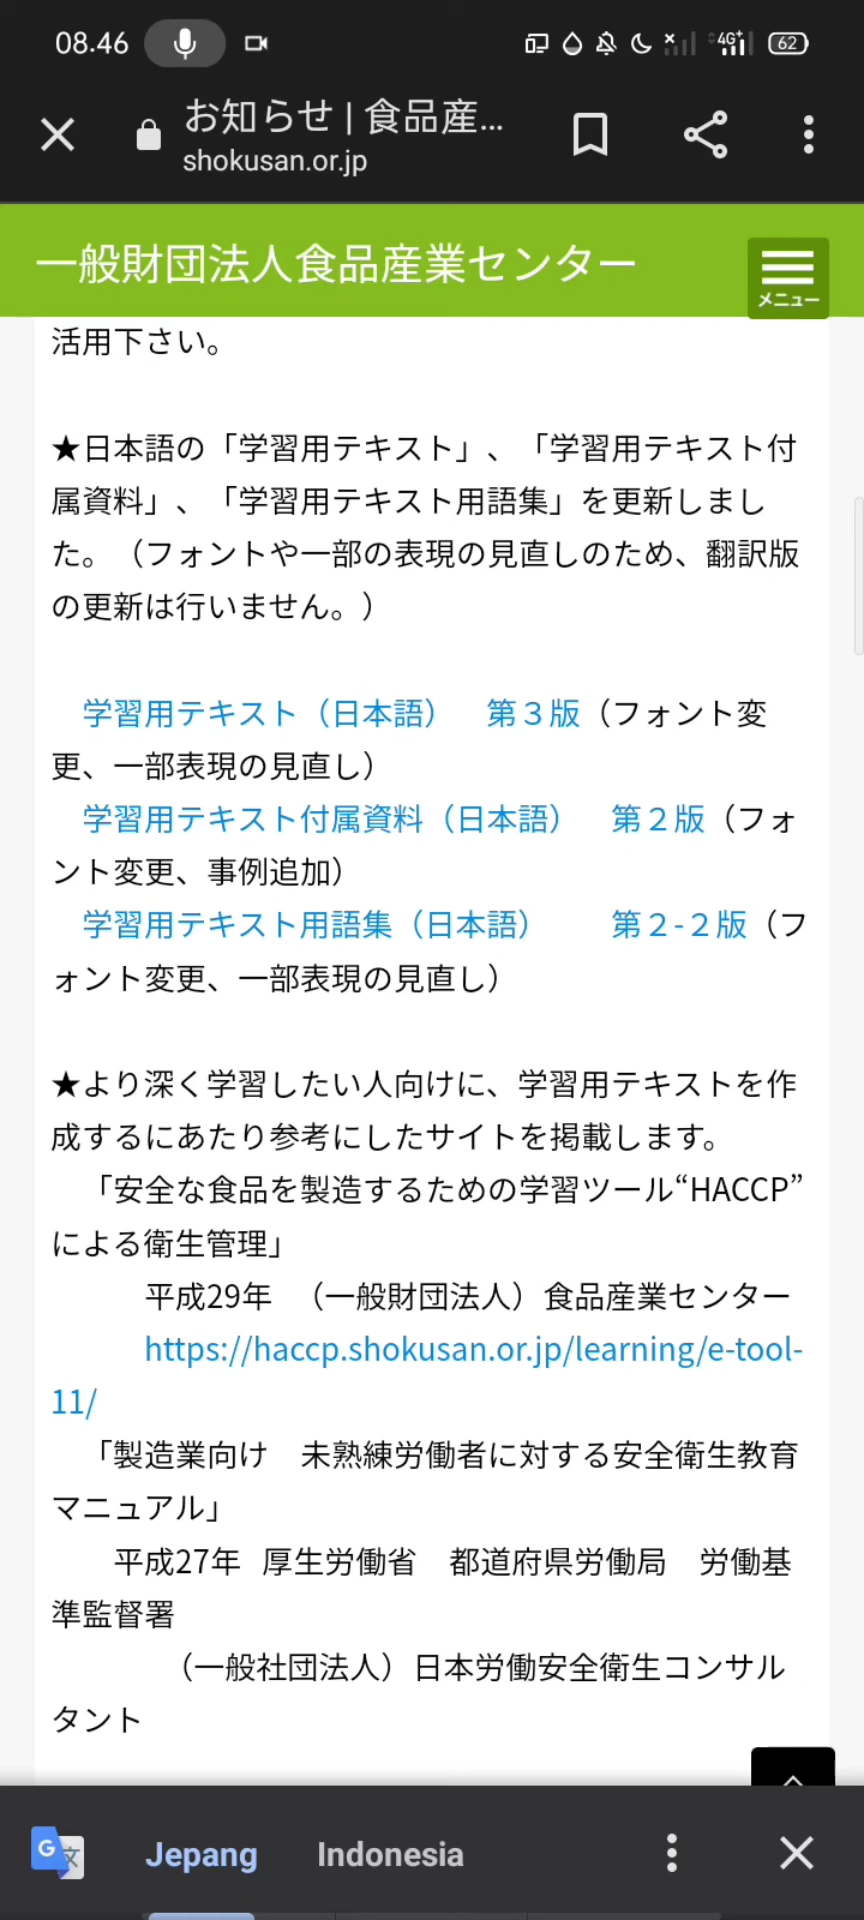 08.46
4G+
62
お知らせ | 食品産...
shokusan.or.jp
一般財団法人食品産業センター
メニュー
活用下さい。
★日本語の「学習用テキスト」、「学習用テキスト付
属資料」、「学習用テキスト用語集」を更新しまし
た。（フォントや一部の表現の見直しのため、翻訳版
の更新は行いません。）
学習用テキスト（日本語）　第３版（フォント変
更、一部表現の見直し）
学習用テキスト付属資料（日本語）　第２版（フォ
ント変更、事例追加）
学習用テキスト用語集（日本語）　　第２-２版（フ
ォント変更、一部表現の見直し）
★より深く学習したい人向けに、学習用テキストを作
成するにあたり参考にしたサイトを掲載します。
「安全な食品を製造するための学習ツール“HACCP”
による衛生管理」
平成29年　（一般財団法人）食品産業センター
https://haccp.shokusan.or.jp/learning/e-tool-
11/
「製造業向け　未熟練労働者に対する安全衛生教育
マニュアル」
平成27年　厚生労働省　都道府県労働局　労働基
準監督署
（一般社団法人）日本労働安全衛生コンサル
タント
G 文
Jepang
Indonesia